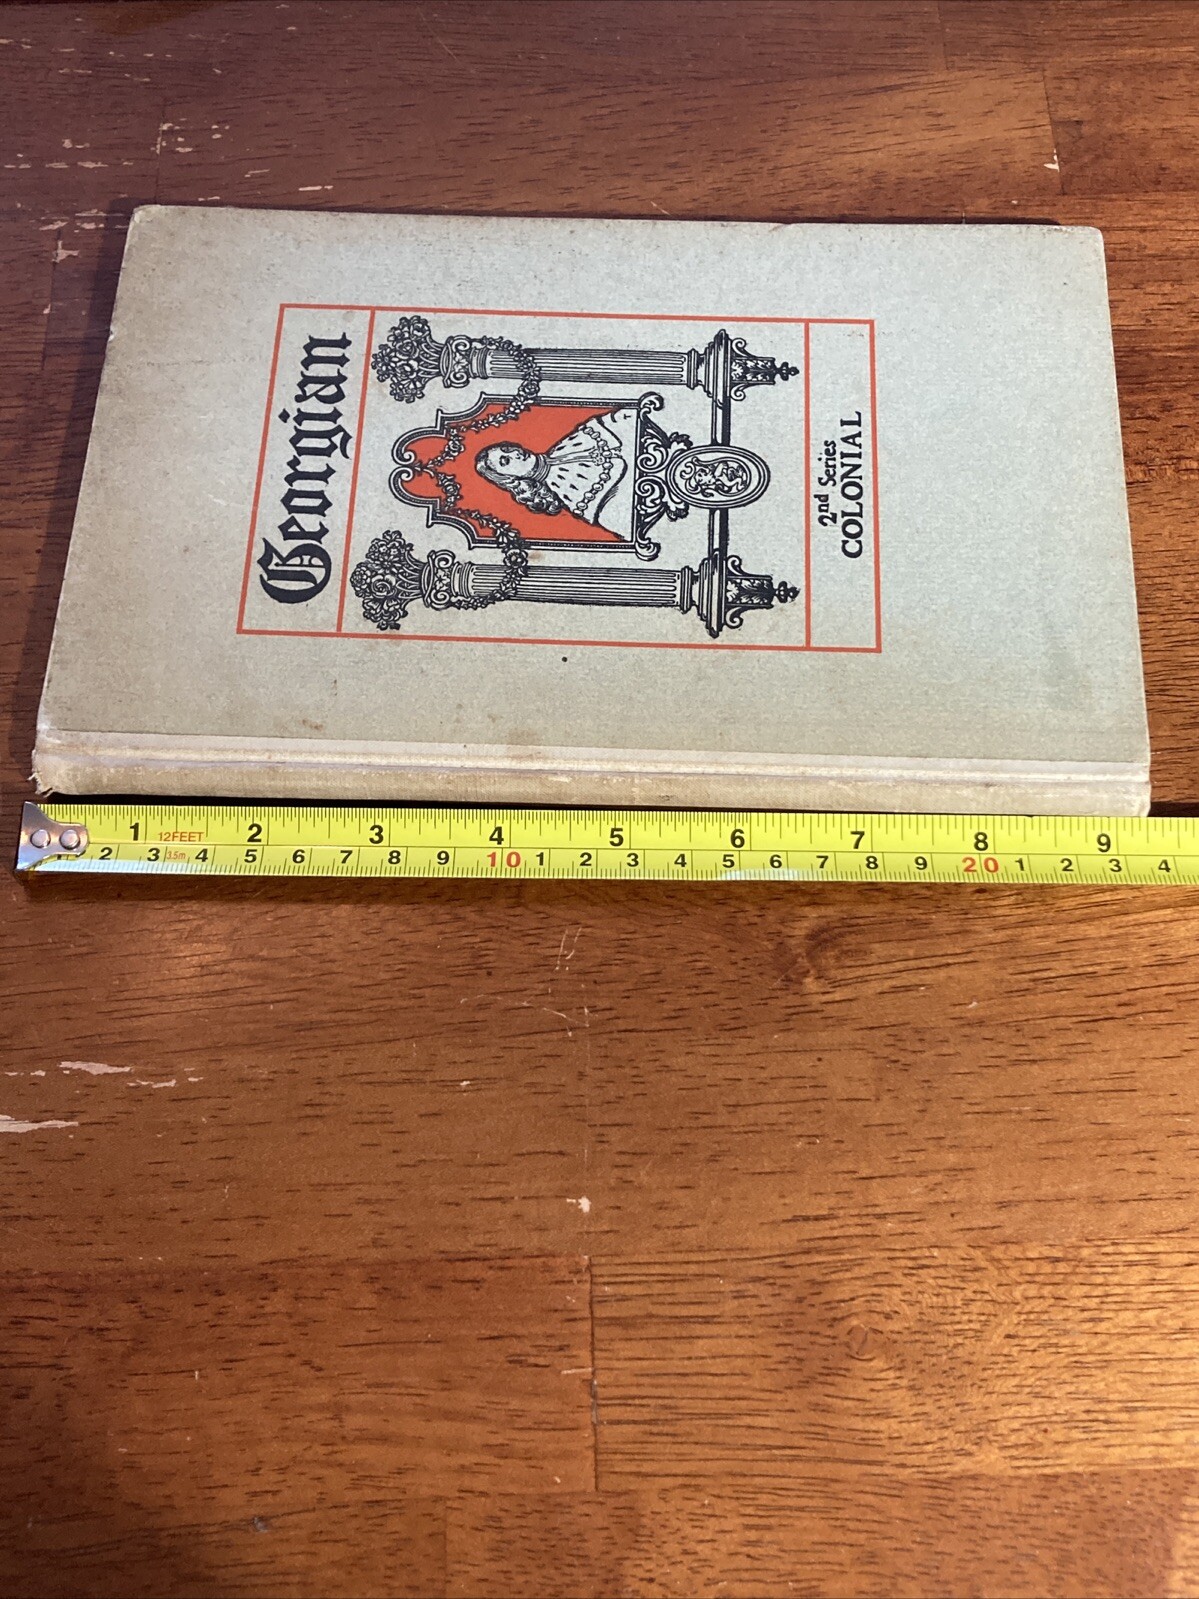 Georgian
2nd Series
COLONIAL
1 12FEET 2 3 4 5 6 7 8 9
1 2 3 3.5m 4 5 6 7 8 9 10 1 2 3 4 5 6 7 8 9 20 1 2 3 4